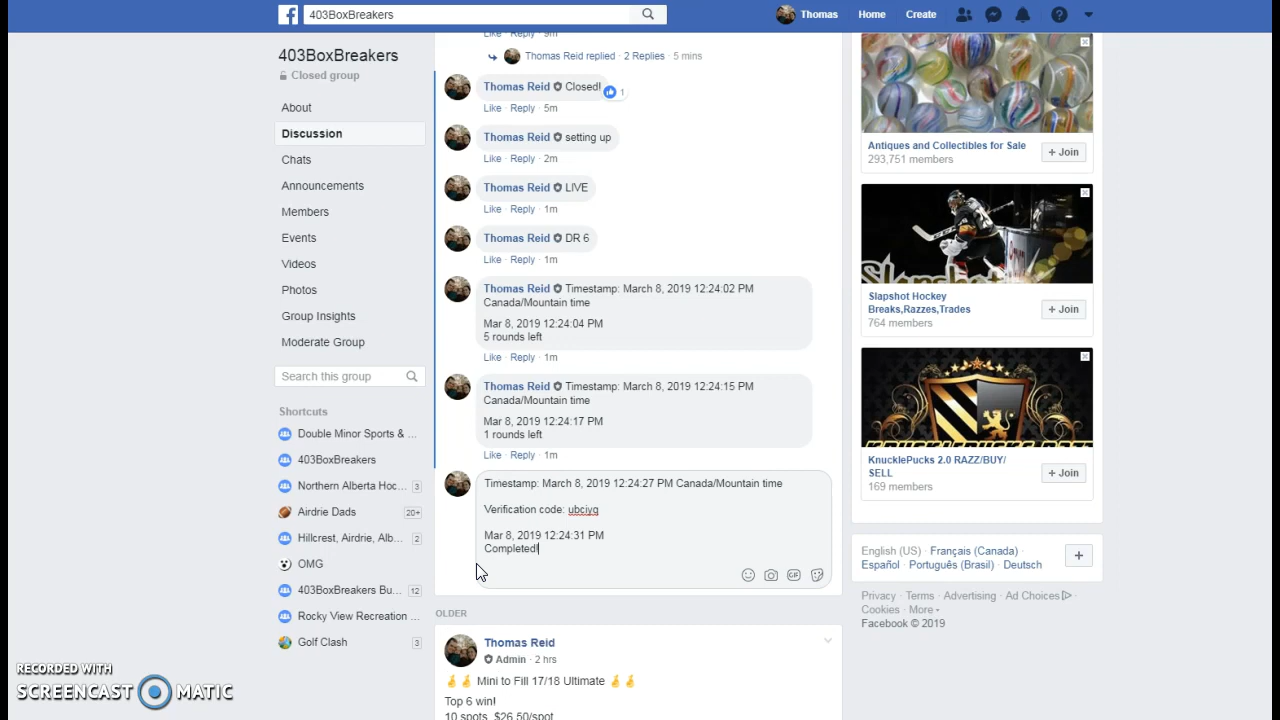 403BoxBreakers
Thomas Home Create
403BoxBreakers
Closed group
About
Discussion
Chats
Announcements
Members
Events
Videos
Photos
Group Insights
Moderate Group
Search this group
Shortcuts
Double Minor Sports & ...
403BoxBreakers
Northern Alberta Hoc... 3
Airdrie Dads 20+
Hillcrest, Airdrie, Alb... 2
OMG
403BoxBreakers Bu... 12
Rocky View Recreation ...
Golf Clash 3
RECORDED WITH
SCREENCAST MATIC
Like · Reply · 9m
Thomas Reid replied · 2 Replies · 5 mins
Thomas Reid Closed! 1
Like · Reply · 5m
Thomas Reid setting up
Like · Reply · 2m
Thomas Reid LIVE
Like · Reply · 1m
Thomas Reid DR 6
Like · Reply · 1m
Thomas Reid Timestamp: March 8, 2019 12:24:02 PM
Canada/Mountain time
Mar 8, 2019 12:24:04 PM
5 rounds left
Like · Reply · 1m
Thomas Reid Timestamp: March 8, 2019 12:24:15 PM
Canada/Mountain time
Mar 8, 2019 12:24:17 PM
1 rounds left
Like · Reply · 1m
Timestamp: March 8, 2019 12:24:27 PM Canada/Mountain time
Verification code: ubciyg
Mar 8, 2019 12:24:31 PM
Completed!
GIF
OLDER
Thomas Reid
Admin · 2 hrs
Mini to Fill 17/18 Ultimate
Top 6 win!
10 spots, $26.50/spot
Antiques and Collectibles for Sale
293,751 members
+ Join
Slapshot
Slapshot Hockey
Breaks,Razzes,Trades
764 members
+ Join
KNUCKLEPUCKS
KnucklePucks 2.0 RAZZ/BUY/
SELL
169 members
+ Join
English (US) · Français (Canada) ·
Español · Português (Brasil) · Deutsch
+
Privacy · Terms · Advertising · Ad Choices ·
Cookies · More
Facebook © 2019